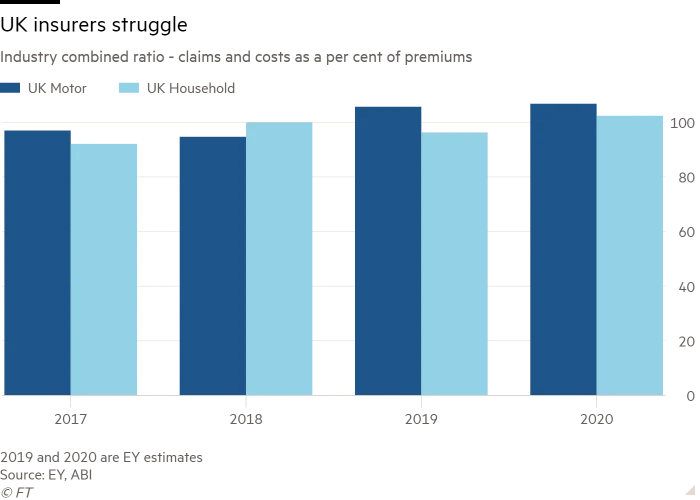 UK insurers struggle
Industry combined ratio - claims and costs as a per cent of premiums
UK Motor
UK Household
100
80
60
40
20
0
2017
2018
2019
2020
2019 and 2020 are EY estimates
Source: EY, ABI
© FT